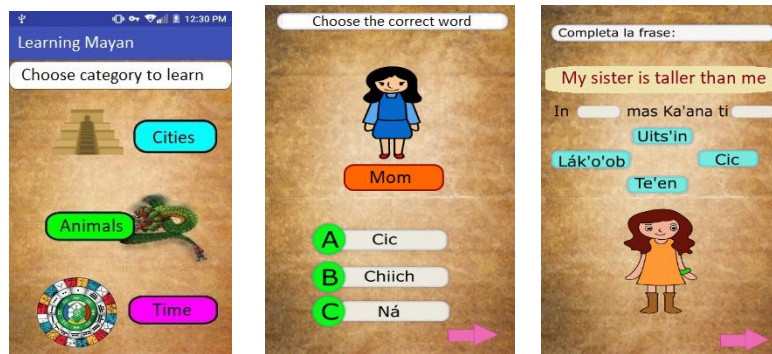 12:30 PM
Learning Mayan
Choose category to learn
Cities
Animals
Time
Choose the correct word
Mom
A Cic
B Chiich
C Ná
Completa la frase:
My sister is taller than me
In mas Ka'ana ti
Uits'in
Lák'o'ob Cic
Te'en